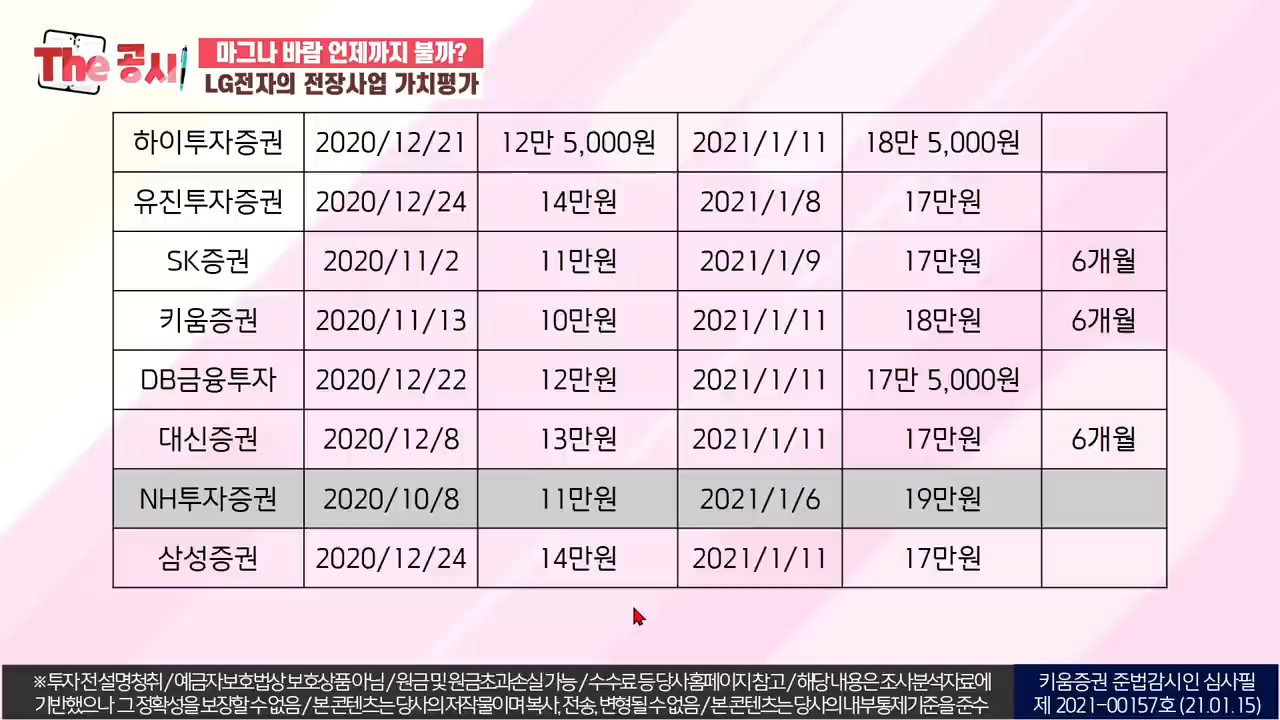 The 공시
마그나 바람 언제까지 불까?
LG전자의 전장사업 가치평가
하이투자증권 2020/12/21 12만 5,000원 2021/1/11 18만 5,000원
유진투자증권 2020/12/24 14만원 2021/1/8 17만원
SK증권 2020/11/2 11만원 2021/1/9 17만원 6개월
키움증권 2020/11/13 10만원 2021/1/11 18만원 6개월
DB금융투자 2020/12/22 12만원 2021/1/11 17만 5,000원
대신증권 2020/12/8 13만원 2021/1/11 17만원 6개월
NH투자증권 2020/10/8 11만원 2021/1/6 19만원
삼성증권 2020/12/24 14만원 2021/1/11 17만원
※ 투자 전 설명청취 / 예금자보호법상 보호상품 아님 / 원금 및 원금초과손실 가능 / 수수료 등 당사홈페이지 참고 / 해당 내용은 조사분석자료에
기반했으나 그 정확성을 보장할 수 없음 / 본 콘텐츠는 당사의 저작물이며 복사, 전송, 변형될 수 없음 / 본 콘텐츠는 당사의 내부통제기준을 준수
키움증권 준법감시인 심사필
제 2021-00157호 (21.01.15)